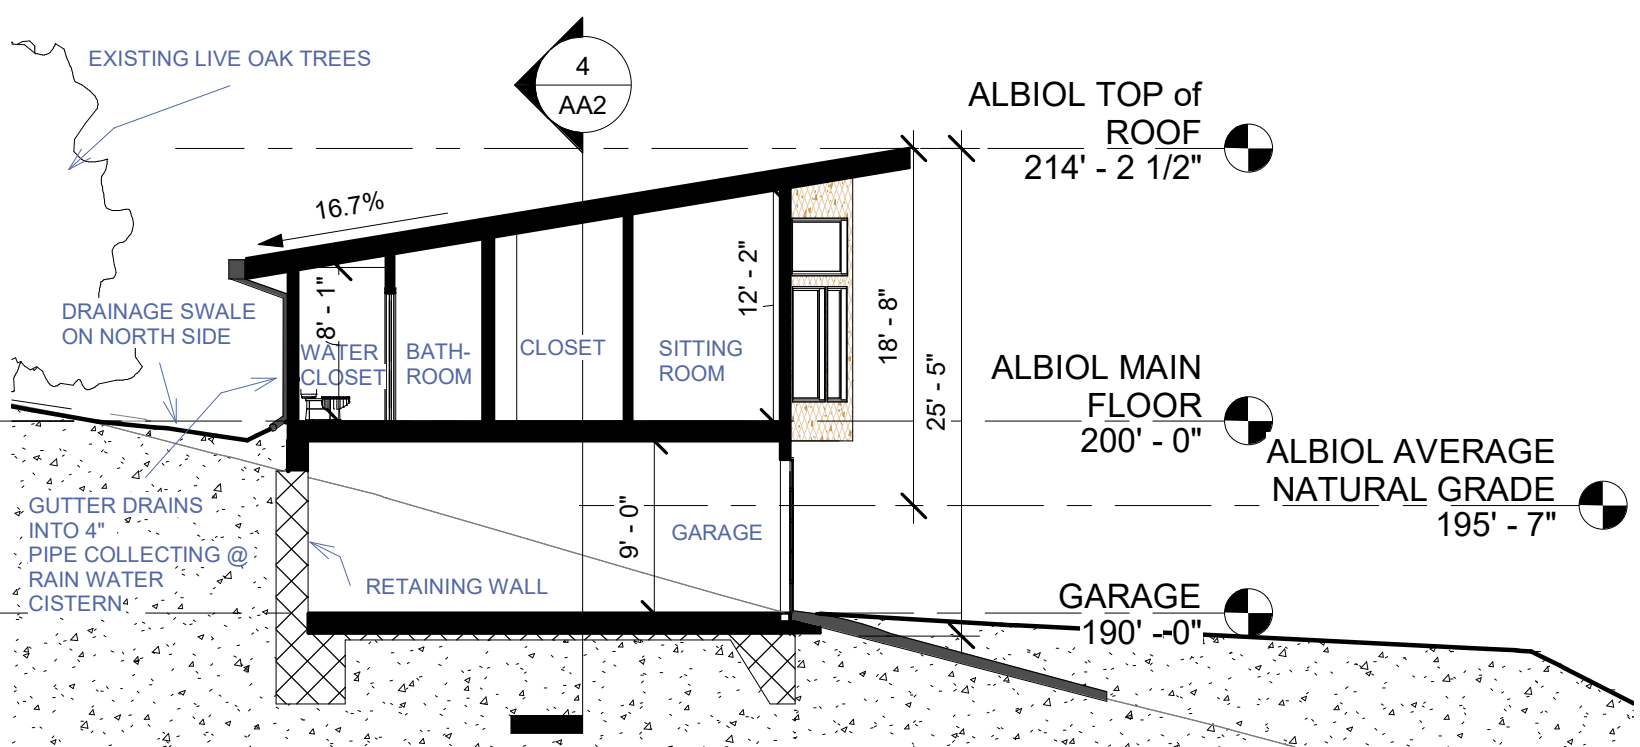 EXISTING LIVE OAK TREES
4
AA2
ALBIOL TOP of
ROOF
214' - 2 1/2"
16.7%
DRAINAGE SWALE
ON NORTH SIDE
8' - 1"
12' - 2"
18' - 8"
25' - 5"
WATER
CLOSET
BATH-
ROOM
CLOSET
SITTING
ROOM
ALBIOL MAIN
FLOOR
200' - 0"
ALBIOL AVERAGE
NATURAL GRADE
195' - 7"
GUTTER DRAINS
INTO 4"
PIPE COLLECTING @
RAIN WATER
CISTERN
9' - 0"
GARAGE
RETAINING WALL
GARAGE
190' - 0"